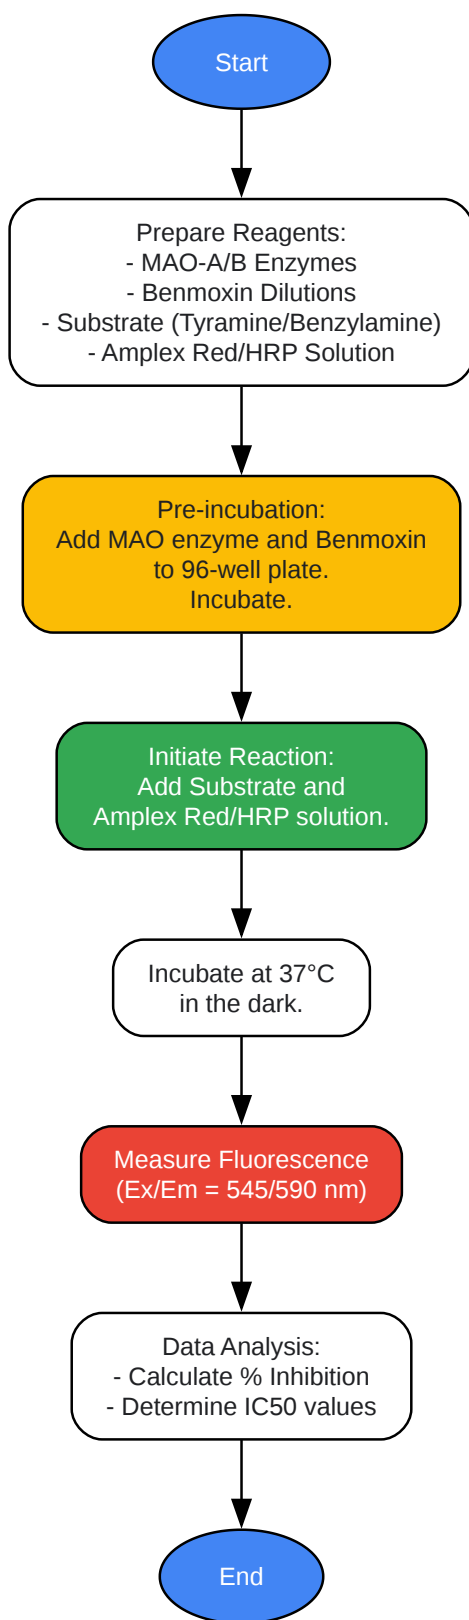 Start
Prepare Reagents:
- MAO-A/B Enzymes
- Benmoxin Dilutions
- Substrate (Tyramine/Benzylamine)
- Amplex Red/HRP Solution
Pre-incubation:
Add MAO enzyme and Benmoxin
to 96-well plate.
Incubate.
Initiate Reaction:
Add Substrate and
Amplex Red/HRP solution.
Incubate at 37°C
in the dark.
Measure Fluorescence
(Ex/Em = 545/590 nm)
Data Analysis:
- Calculate % Inhibition
- Determine IC50 values
End